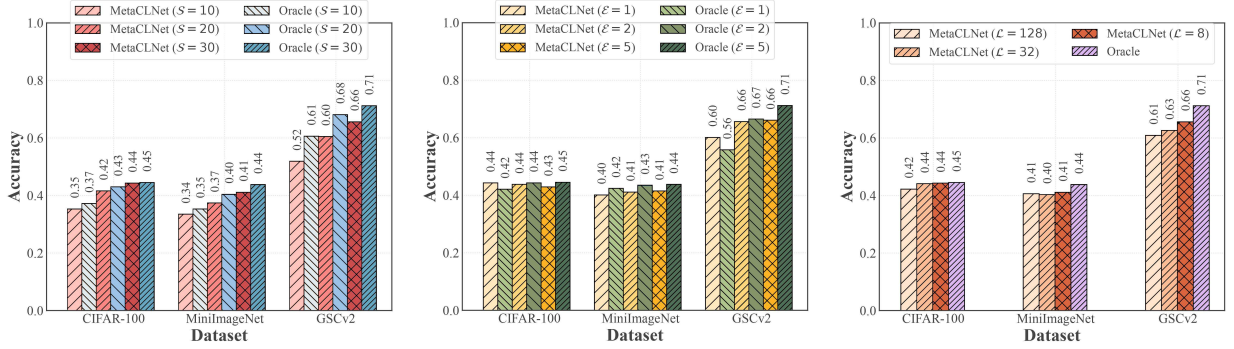 MetaCLNet (𝒮 = 10)
MetaCLNet (𝒮 = 20)
MetaCLNet (𝒮 = 30)
Oracle (𝒮 = 10)
Oracle (𝒮 = 20)
Oracle (𝒮 = 30)
1.0
0.8
0.6
0.4
0.2
0.0
Accuracy
0.35
0.37
0.42
0.43
0.44
0.45
0.34
0.35
0.37
0.40
0.41
0.44
0.52
0.61
0.60
0.68
0.66
0.71
CIFAR-100
MiniImageNet
GSCv2
Dataset
MetaCLNet (ℰ = 1)
MetaCLNet (ℰ = 2)
MetaCLNet (ℰ = 5)
Oracle (ℰ = 1)
Oracle (ℰ = 2)
Oracle (ℰ = 5)
1.0
0.8
0.6
0.4
0.2
0.0
Accuracy
0.44
0.42
0.44
0.44
0.43
0.45
0.40
0.42
0.41
0.43
0.41
0.44
0.60
0.56
0.66
0.67
0.66
0.71
CIFAR-100
MiniImageNet
GSCv2
Dataset
MetaCLNet (ℒ = 128)
MetaCLNet (ℒ = 32)
MetaCLNet (ℒ = 8)
Oracle
1.0
0.8
0.6
0.4
0.2
0.0
Accuracy
0.42
0.44
0.44
0.45
0.41
0.40
0.41
0.44
0.61
0.63
0.66
0.71
CIFAR-100
MiniImageNet
GSCv2
Dataset